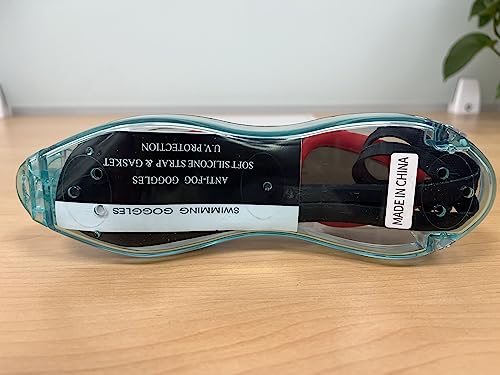 SWIMMING GOGGLES
ANTI-FOG GOGGLES
SOFT SILICONE STRAP & GASKET
U.V. PROTECTION
MADE IN CHINA